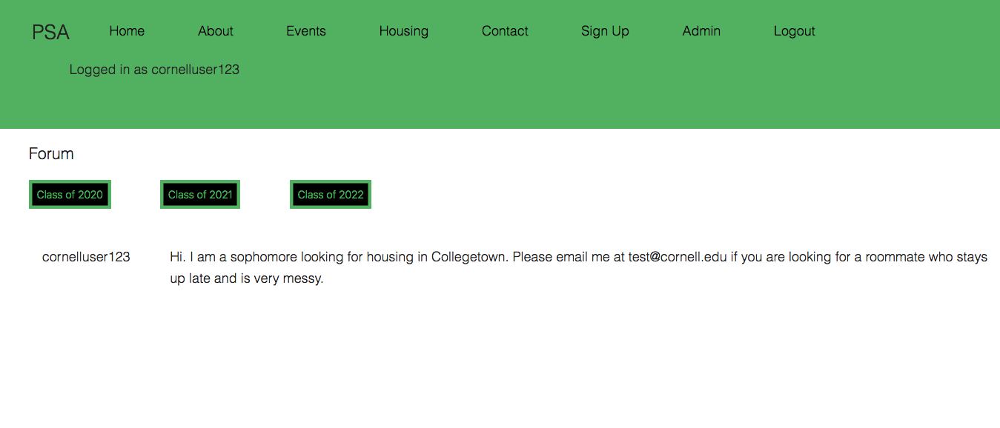 PSA Home About Events Housing Contact Sign Up Admin Logout
Logged in as cornelluser123
Forum
Class of 2020 Class of 2021 Class of 2022
cornelluser123 Hi. I am a sophomore looking for housing in Collegetown. Please email me at test@cornell.edu if you are looking for a roommate who stays
up late and is very messy.